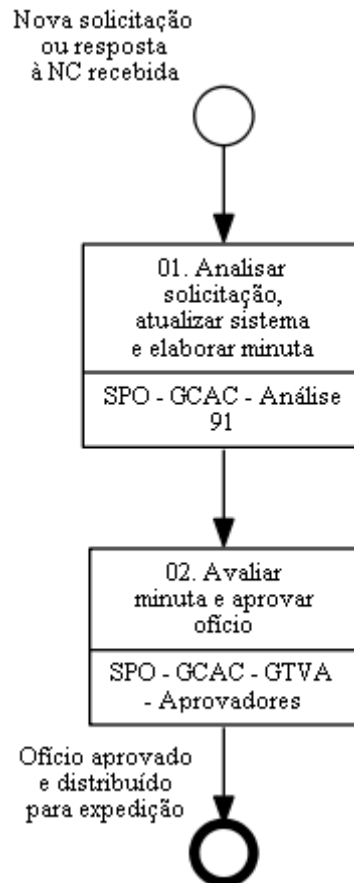 Nova solicitação
ou resposta
à NC recebida
01. Analisar
solicitação,
atualizar sistema
e elaborar minuta
SPO - GCAC - Análise
91
02. Avaliar
minuta e aprovar
ofício
SPO - GCAC - GTVA
- Aprovadores
Ofício aprovado
e distribuído
para expedição